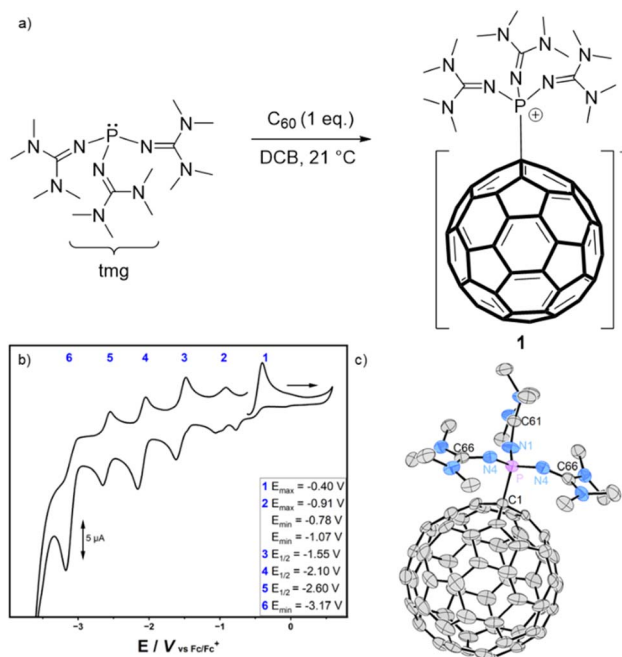 a)
N
N
N
N
N
N
N
N
N
P
⊕
N
N
N
N
N
N
P̈
N
N
N
C₆₀ (1 eq.)
DCB, 21 °C
tmg
−
1
b)
6 5 4 3 2 1
5 µA
1 Eₘₐₓ = -0.40 V
2 Eₘₐₓ = -0.91 V
Eₘᵢₙ = -0.78 V
Eₘᵢₙ = -1.07 V
3 E₁/₂ = -1.55 V
4 E₁/₂ = -2.10 V
5 E₁/₂ = -2.60 V
6 Eₘᵢₙ = -3.17 V
−3 −2 −1 0
E / V vs Fc/Fc⁺
c)
C61
C66
N1
C66
N4
P
N4
C1